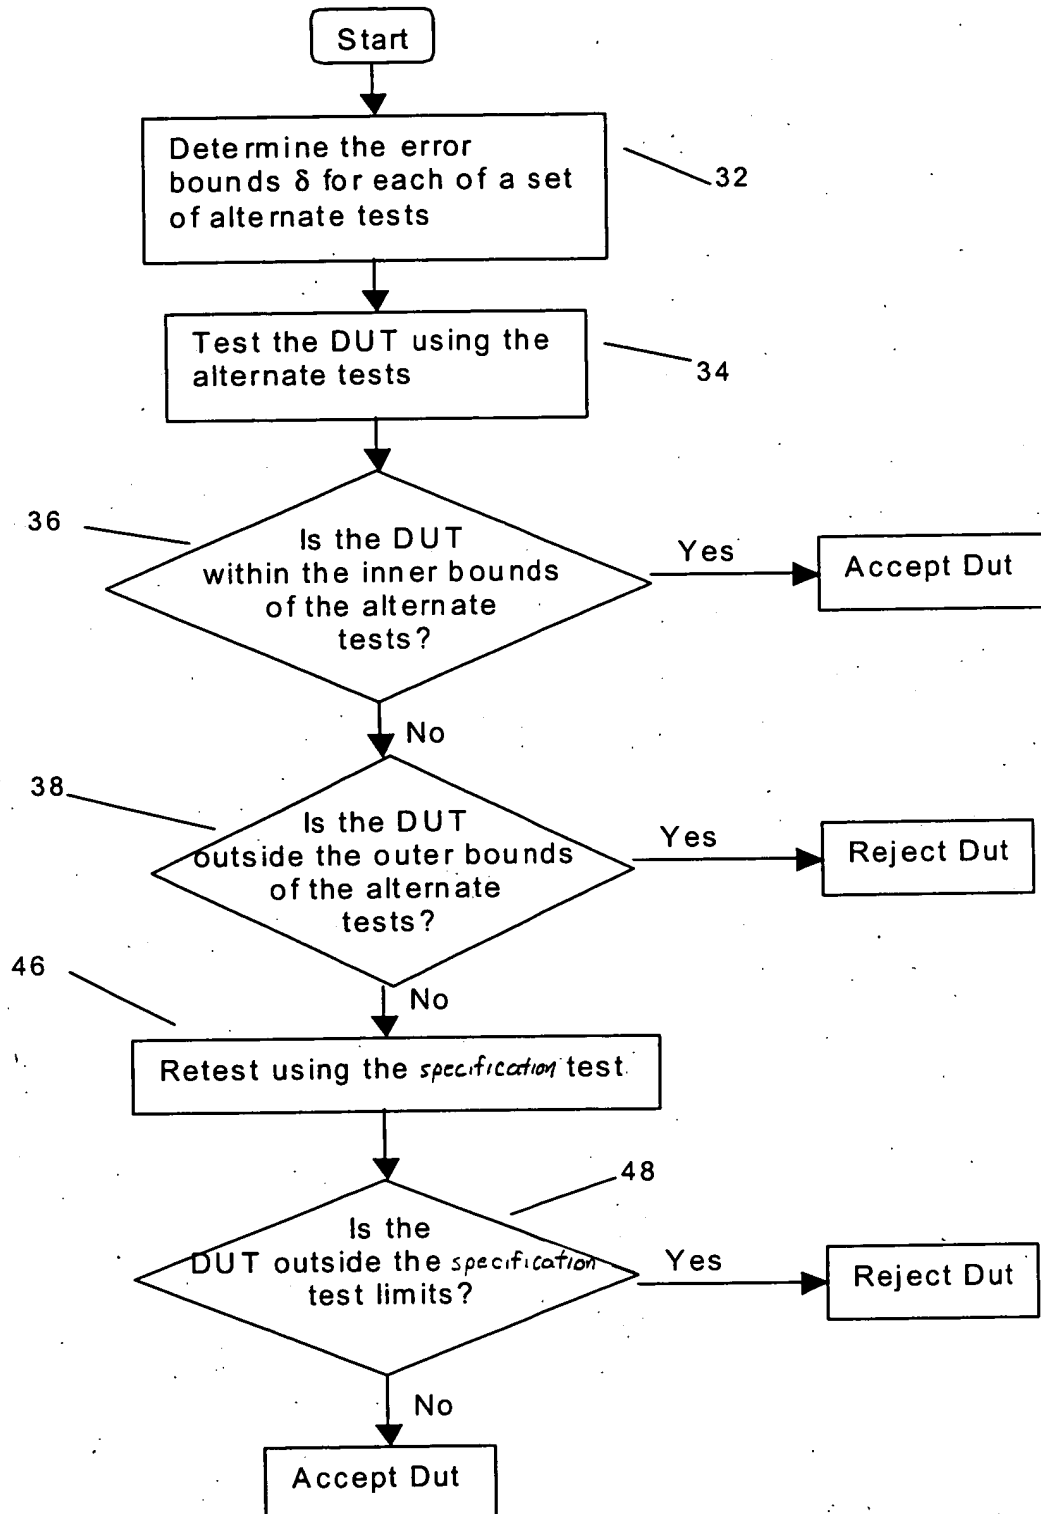 Start
Determine the error
bounds δ for each of a set
of alternate tests
32
Test the DUT using the
alternate tests
34
36
Is the DUT
within the inner bounds
of the alternate
tests?
Yes
Accept Dut
No
38
Is the DUT
outside the outer bounds
of the alternate
tests?
Yes
Reject Dut
46
No
Retest using the specification test
48
Is the
DUT outside the specification
test limits?
Yes
Reject Dut
No
Accept Dut